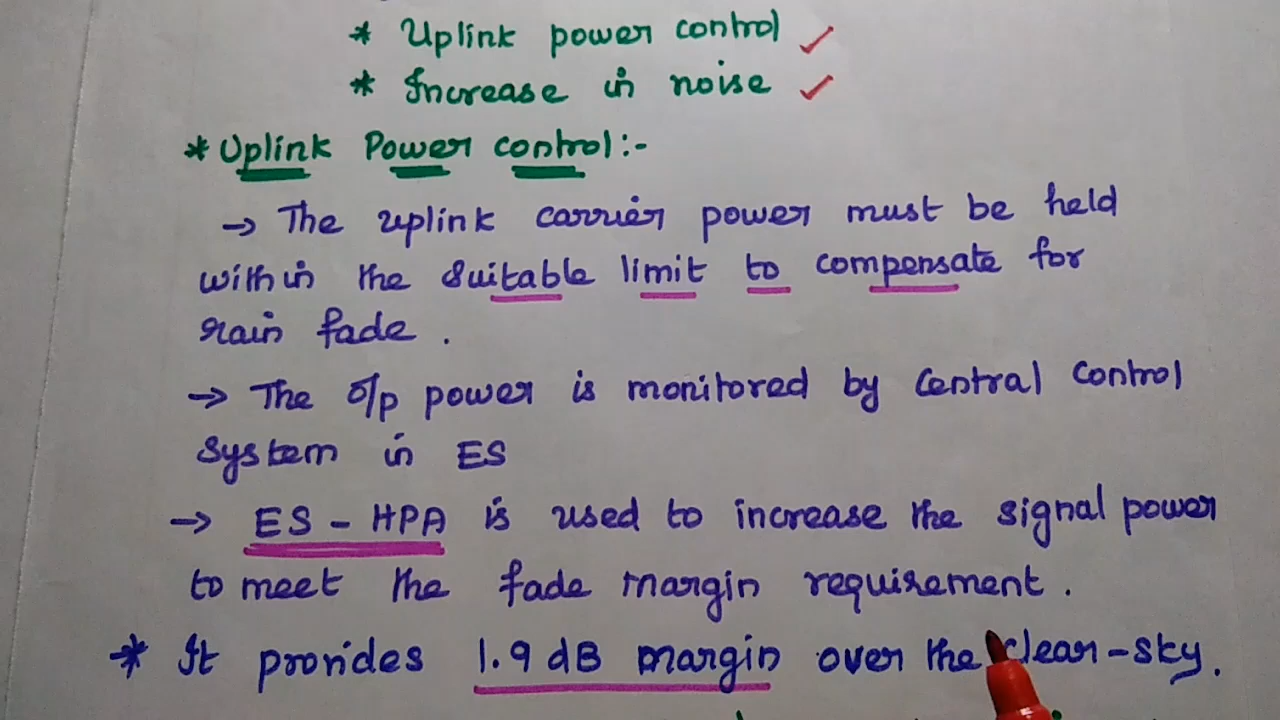 * Uplink power control ✓
* Increase in noise ✓
* Uplink Power control:-
→ The uplink carrier power must be held
within the suitable limit to compensate for
rain fade.
→ The o/p power is monitored by central control
system in ES
→ ES - HPA is used to increase the signal power
to meet the fade margin requirement.
* It provides 1.9 dB margin over the clear-sky.